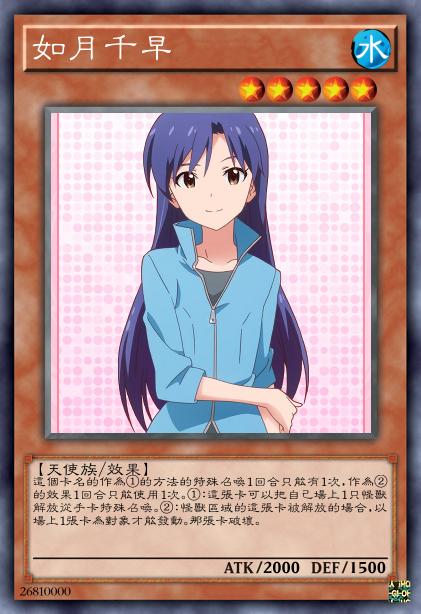 如月千早
水
【天使族/效果】
這個卡名的作為①的方法的特殊召喚1回合只能有1次,作為②
的效果1回合只能使用1次。①:這張卡可以把自己場上1只怪獸
解放從手卡特殊召喚。②:怪獸區域的這張卡被解放的場合,以
場上1張卡為對象才能發動。那張卡破壞。
ATK/2000 DEF/1500
26810000